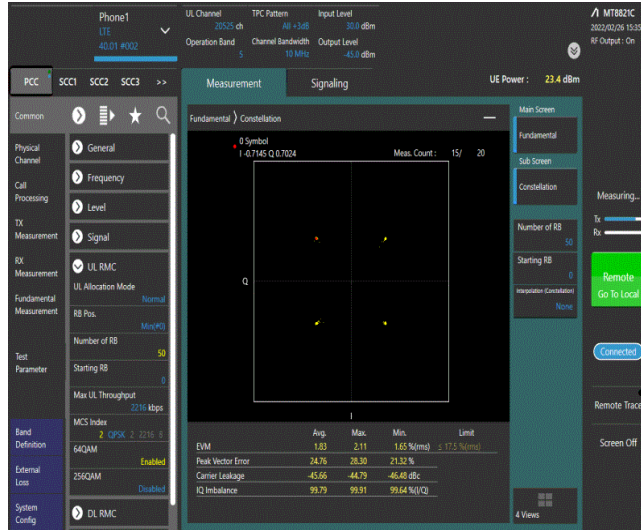 Phone1
LTE
40.01 #002
UL Channel TPC Pattern Input Level
20525 ch All +3dB 30.0 dBm
Operation Band Channel Bandwidth Output Level
5 10 MHz -45.0 dBm
MT8821C
2022/02/26 15:35
RF Output : On
PCC SCC1 SCC2 SCC3 >>
Measurement Signaling UE Power : 23.4 dBm
Common
Physical Channel
Call Processing
TX Measurement
RX Measurement
Fundamental Measurement
Test Parameter
Band Definition
External Loss
System Config
General
Frequency
Level
Signal
UL RMC
UL Allocation Mode
Normal
RB Pos.
Min(#0)
Number of RB
50
Starting RB
0
Max UL Throughput
2216 kbps
MCS Index
2 QPSK 2 2216 6
64QAM
Enabled
256QAM
Disabled
DL RMC
Fundamental Constellation
0 Symbol
I -0.7145 Q 0.7024 Meas. Count : 15/ 20
Q
I
Avg. Max. Min. Limit
EVM 1.83 2.11 1.65 %(rms) ≤ 17.5 %(rms)
Peak Vector Error 24.76 28.30 21.32 %
Carrier Leakage -45.66 -44.79 -46.48 dBc
IQ Imbalance 99.79 99.91 99.64 %(I/Q)
Main Screen
Fundamental
Sub Screen
Constellation
Number of RB
50
Starting RB
0
Interpolation (Constellation)
None
4 Views
Measuring...
Tx
Rx
Remote
Go To Local
Connected
Remote Trace
Screen Off